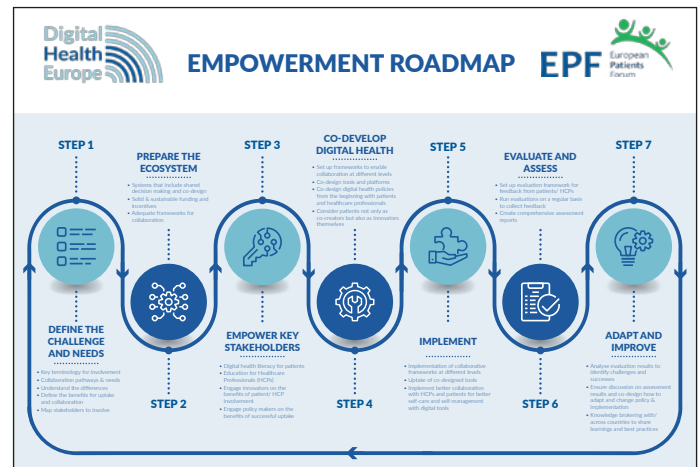 Digital
Health
Europe
EMPOWERMENT ROADMAP
EPF
European
Patients
Forum
STEP 1
DEFINE THE
CHALLENGE
AND NEEDS
• Key terminology for involvement
• Collaboration pathways & needs
• Understand the differences
• Define the benefits for uptake
and collaboration
• Map stakeholders to involve
PREPARE THE
ECOSYSTEM
• Systems that include shared
decision making and co-design
• Solid & sustainable funding and
incentives
• Adequate frameworks for
collaboration
STEP 2
STEP 3
EMPOWER KEY
STAKEHOLDERS
• Digital health literacy for patients
• Education for Healthcare
Professionals (HCPs)
• Engage innovators on the
benefits of patient/ HCP
involvement
• Engage policy makers on the
benefits of successful uptake
CO-DEVELOP
DIGITAL HEALTH
• Set up frameworks to enable
collaboration at different levels
• Co-design tools and platforms
• Co-design digital health policies
from the beginning with patients
and healthcare professionals
• Consider patients not only as
co-creators but also as innovators
themselves
STEP 4
STEP 5
IMPLEMENT
• Implementation of collaborative
frameworks at different levels
• Uptake of co designed tools
• Implement better collaboration
with HCPs and patients for better
self-care and self-management
with digital tools
EVALUATE AND
ASSESS
• Set up evaluation framework for
feedback from patients/ HCPs
• Run evaluations on a regular basis
to collect feedback
• Create comprehensive assessment
reports
STEP 6
STEP 7
ADAPT AND
IMPROVE
• Analyse evaluation results to
identify challenges and
successes
• Ensure discussion on assessment
results and co-design how to
adapt and change policy &
implementation
• Knowledge brokering with/
across countries to share
learnings and best practices